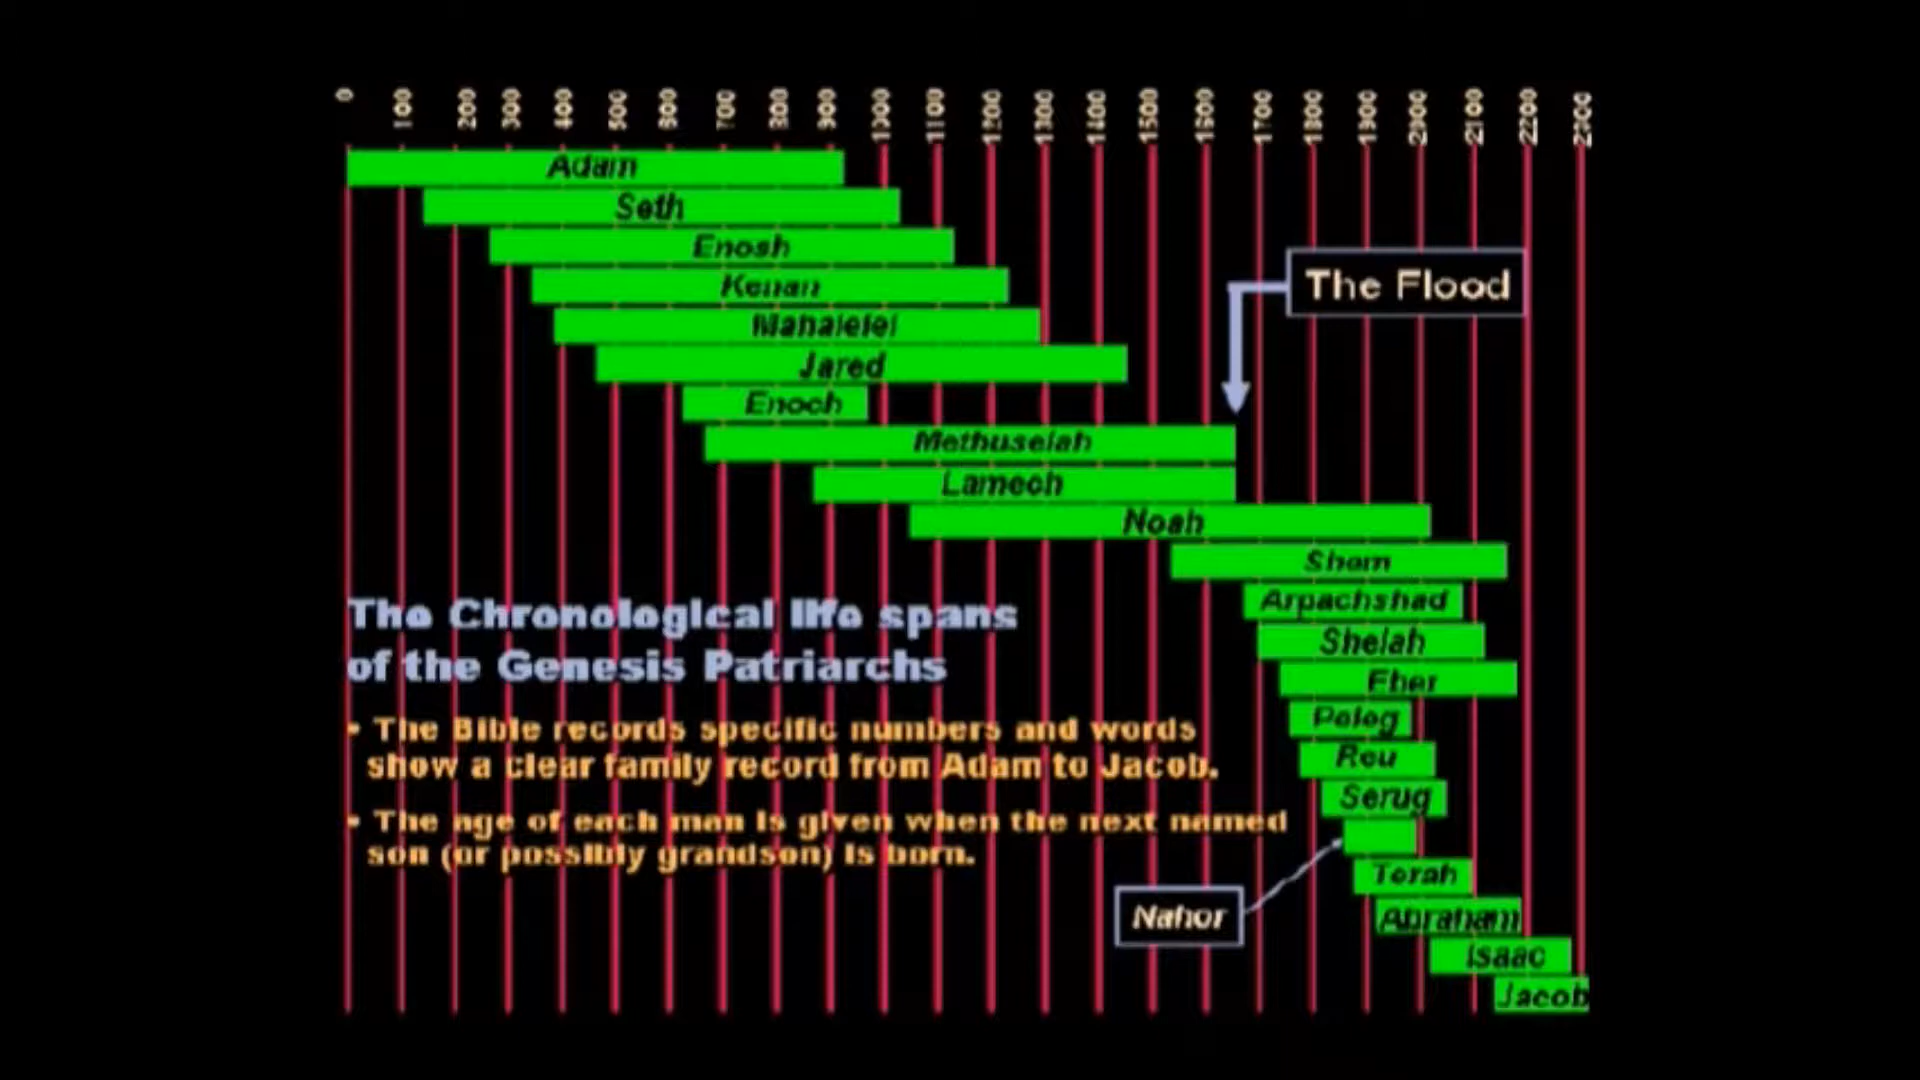 0 100 200 300 400 500 600 700 800 900 1000 1100 1200 1300 1400 1500 1600 1700 1800 1900 2000 2100 2200 2300
Adam
Seth
Enosh
The Flood
Kenan
Mahalelel
Jared
Enoch
Methuselah
Lamech
Noah
Shem
Arpachshad
The Chronological life spans
of the Genesis Patriarchs
Shelah
Eber
Peleg
• The Bible records specific numbers and words
show a clear family record from Adam to Jacob.
Reu
Serug
• The age of each man is given when the next named
son (or possibly grandson) is born.
Terah
Nahor
Abraham
Isaac
Jacob